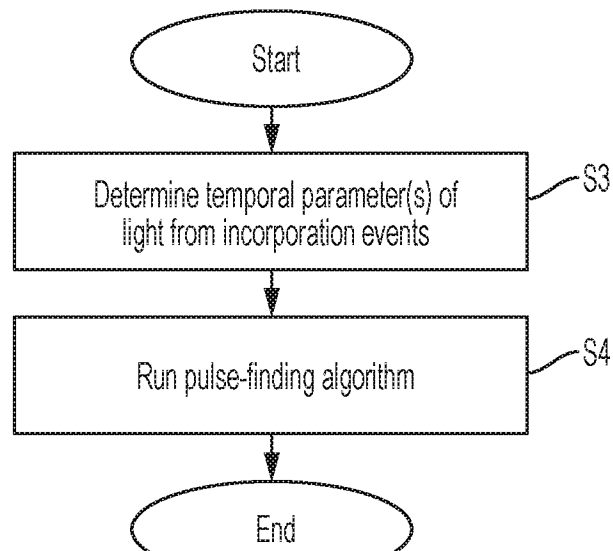 Start
Determine temporal parameter(s) of
light from incorporation events
S3
Run pulse-finding algorithm
S4
End